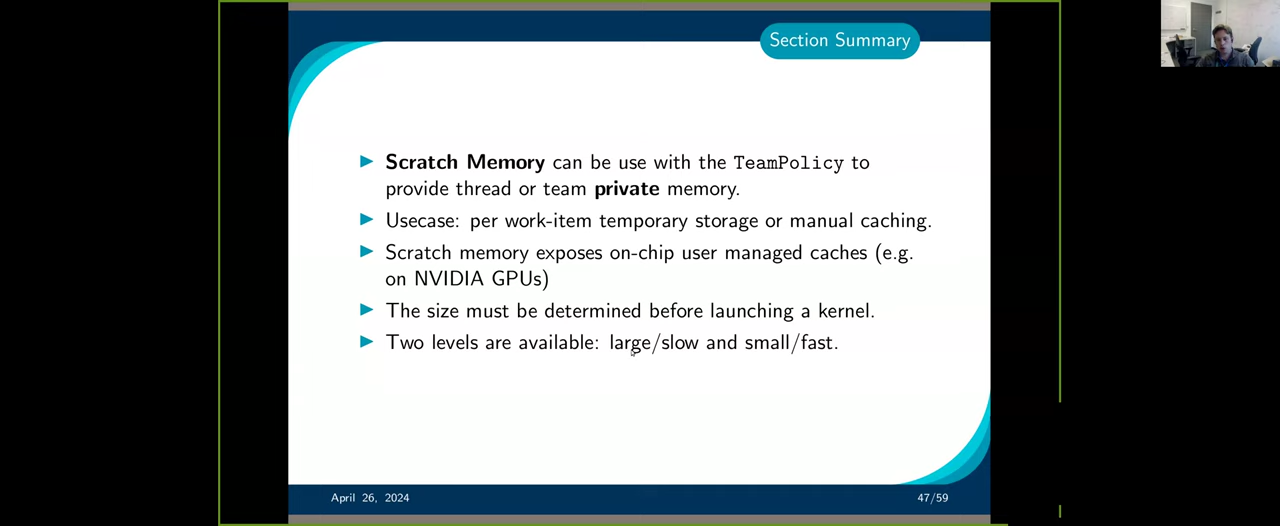 Section Summary
Scratch Memory can be use with the TeamPolicy to
provide thread or team private memory.
Usecase: per work-item temporary storage or manual caching.
Scratch memory exposes on-chip user managed caches (e.g.
on NVIDIA GPUs)
The size must be determined before launching a kernel.
Two levels are available: large/slow and small/fast.
April 26, 2024
47/59